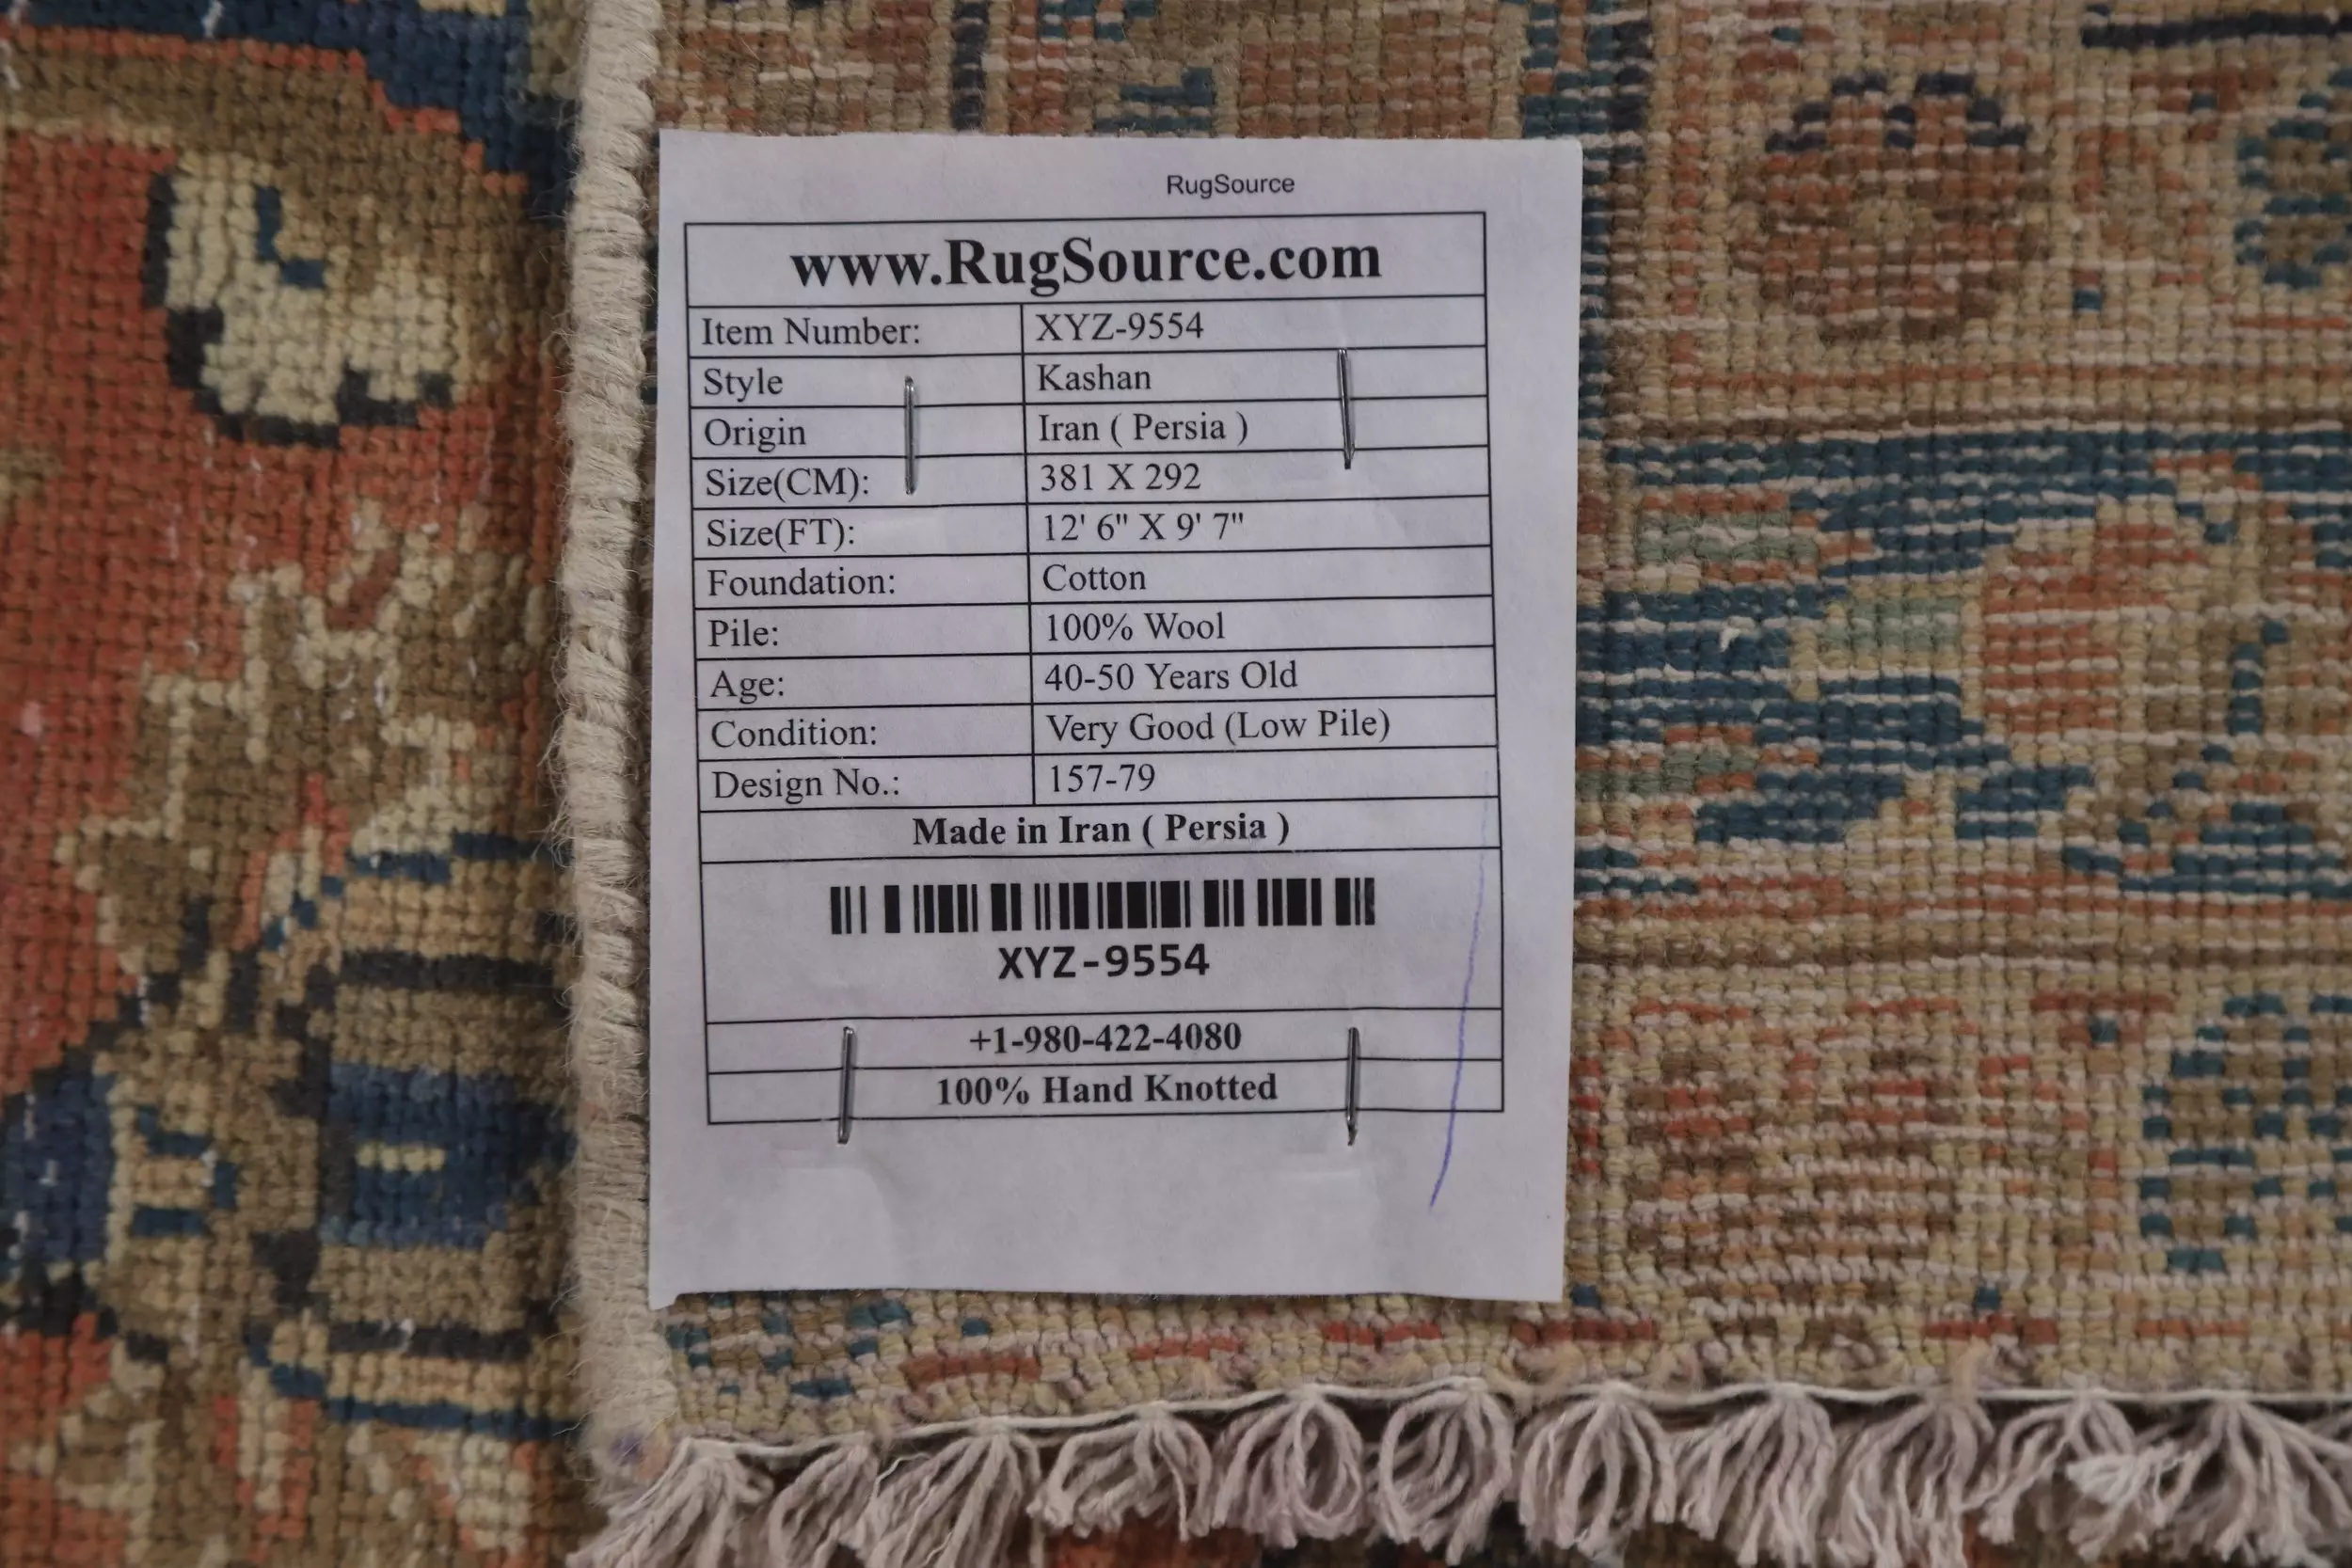 RugSource
www.RugSource.com
Item Number: XYZ-9554
Style Kashan
Origin Iran ( Persia )
Size(CM): 381 X 292
Size(FT): 12' 6" X 9' 7"
Foundation: Cotton
Pile: 100% Wool
Age: 40-50 Years Old
Condition: Very Good (Low Pile)
Design No.: 157-79
Made in Iran ( Persia )
XYZ-9554
+1-980-422-4080
100% Hand Knotted